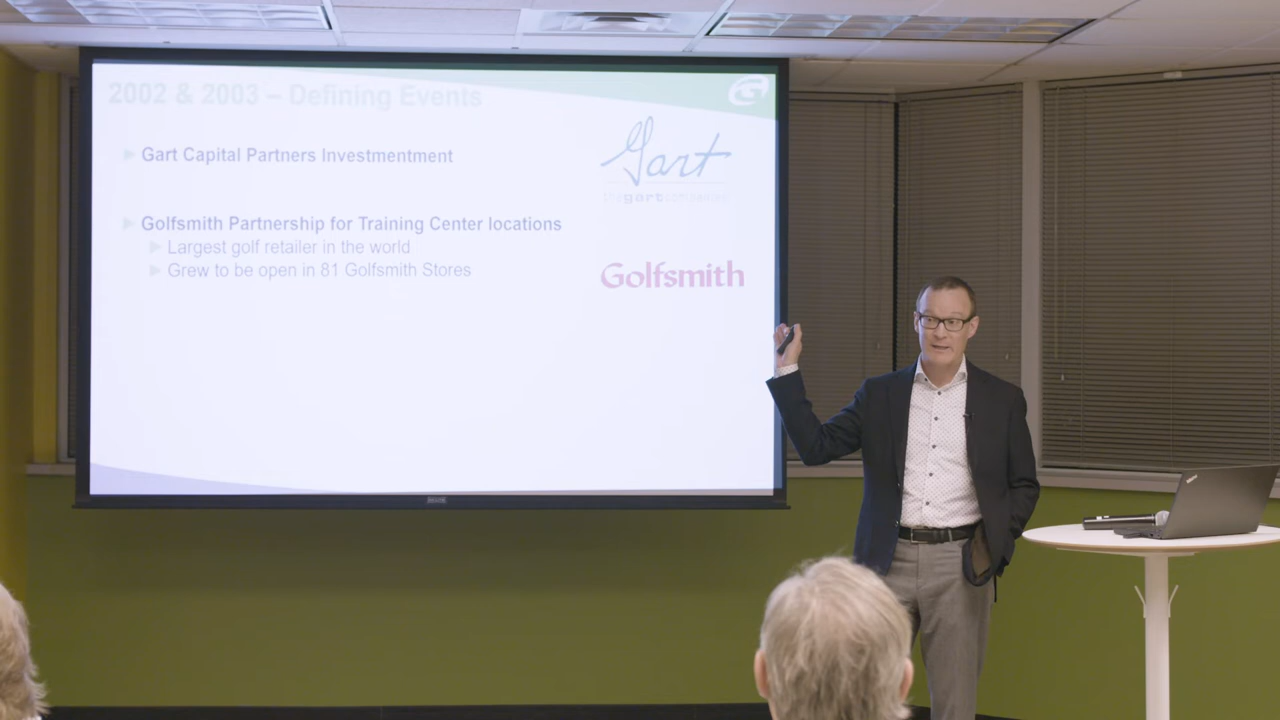 2002 & 2003 – Defining Events
Gart Capital Partners Investmentment
Gart
thegartcompanies
Golfsmith Partnership for Training Center locations
Largest golf retailer in the world
Grew to be open in 81 Golfsmith Stores
Golfsmith